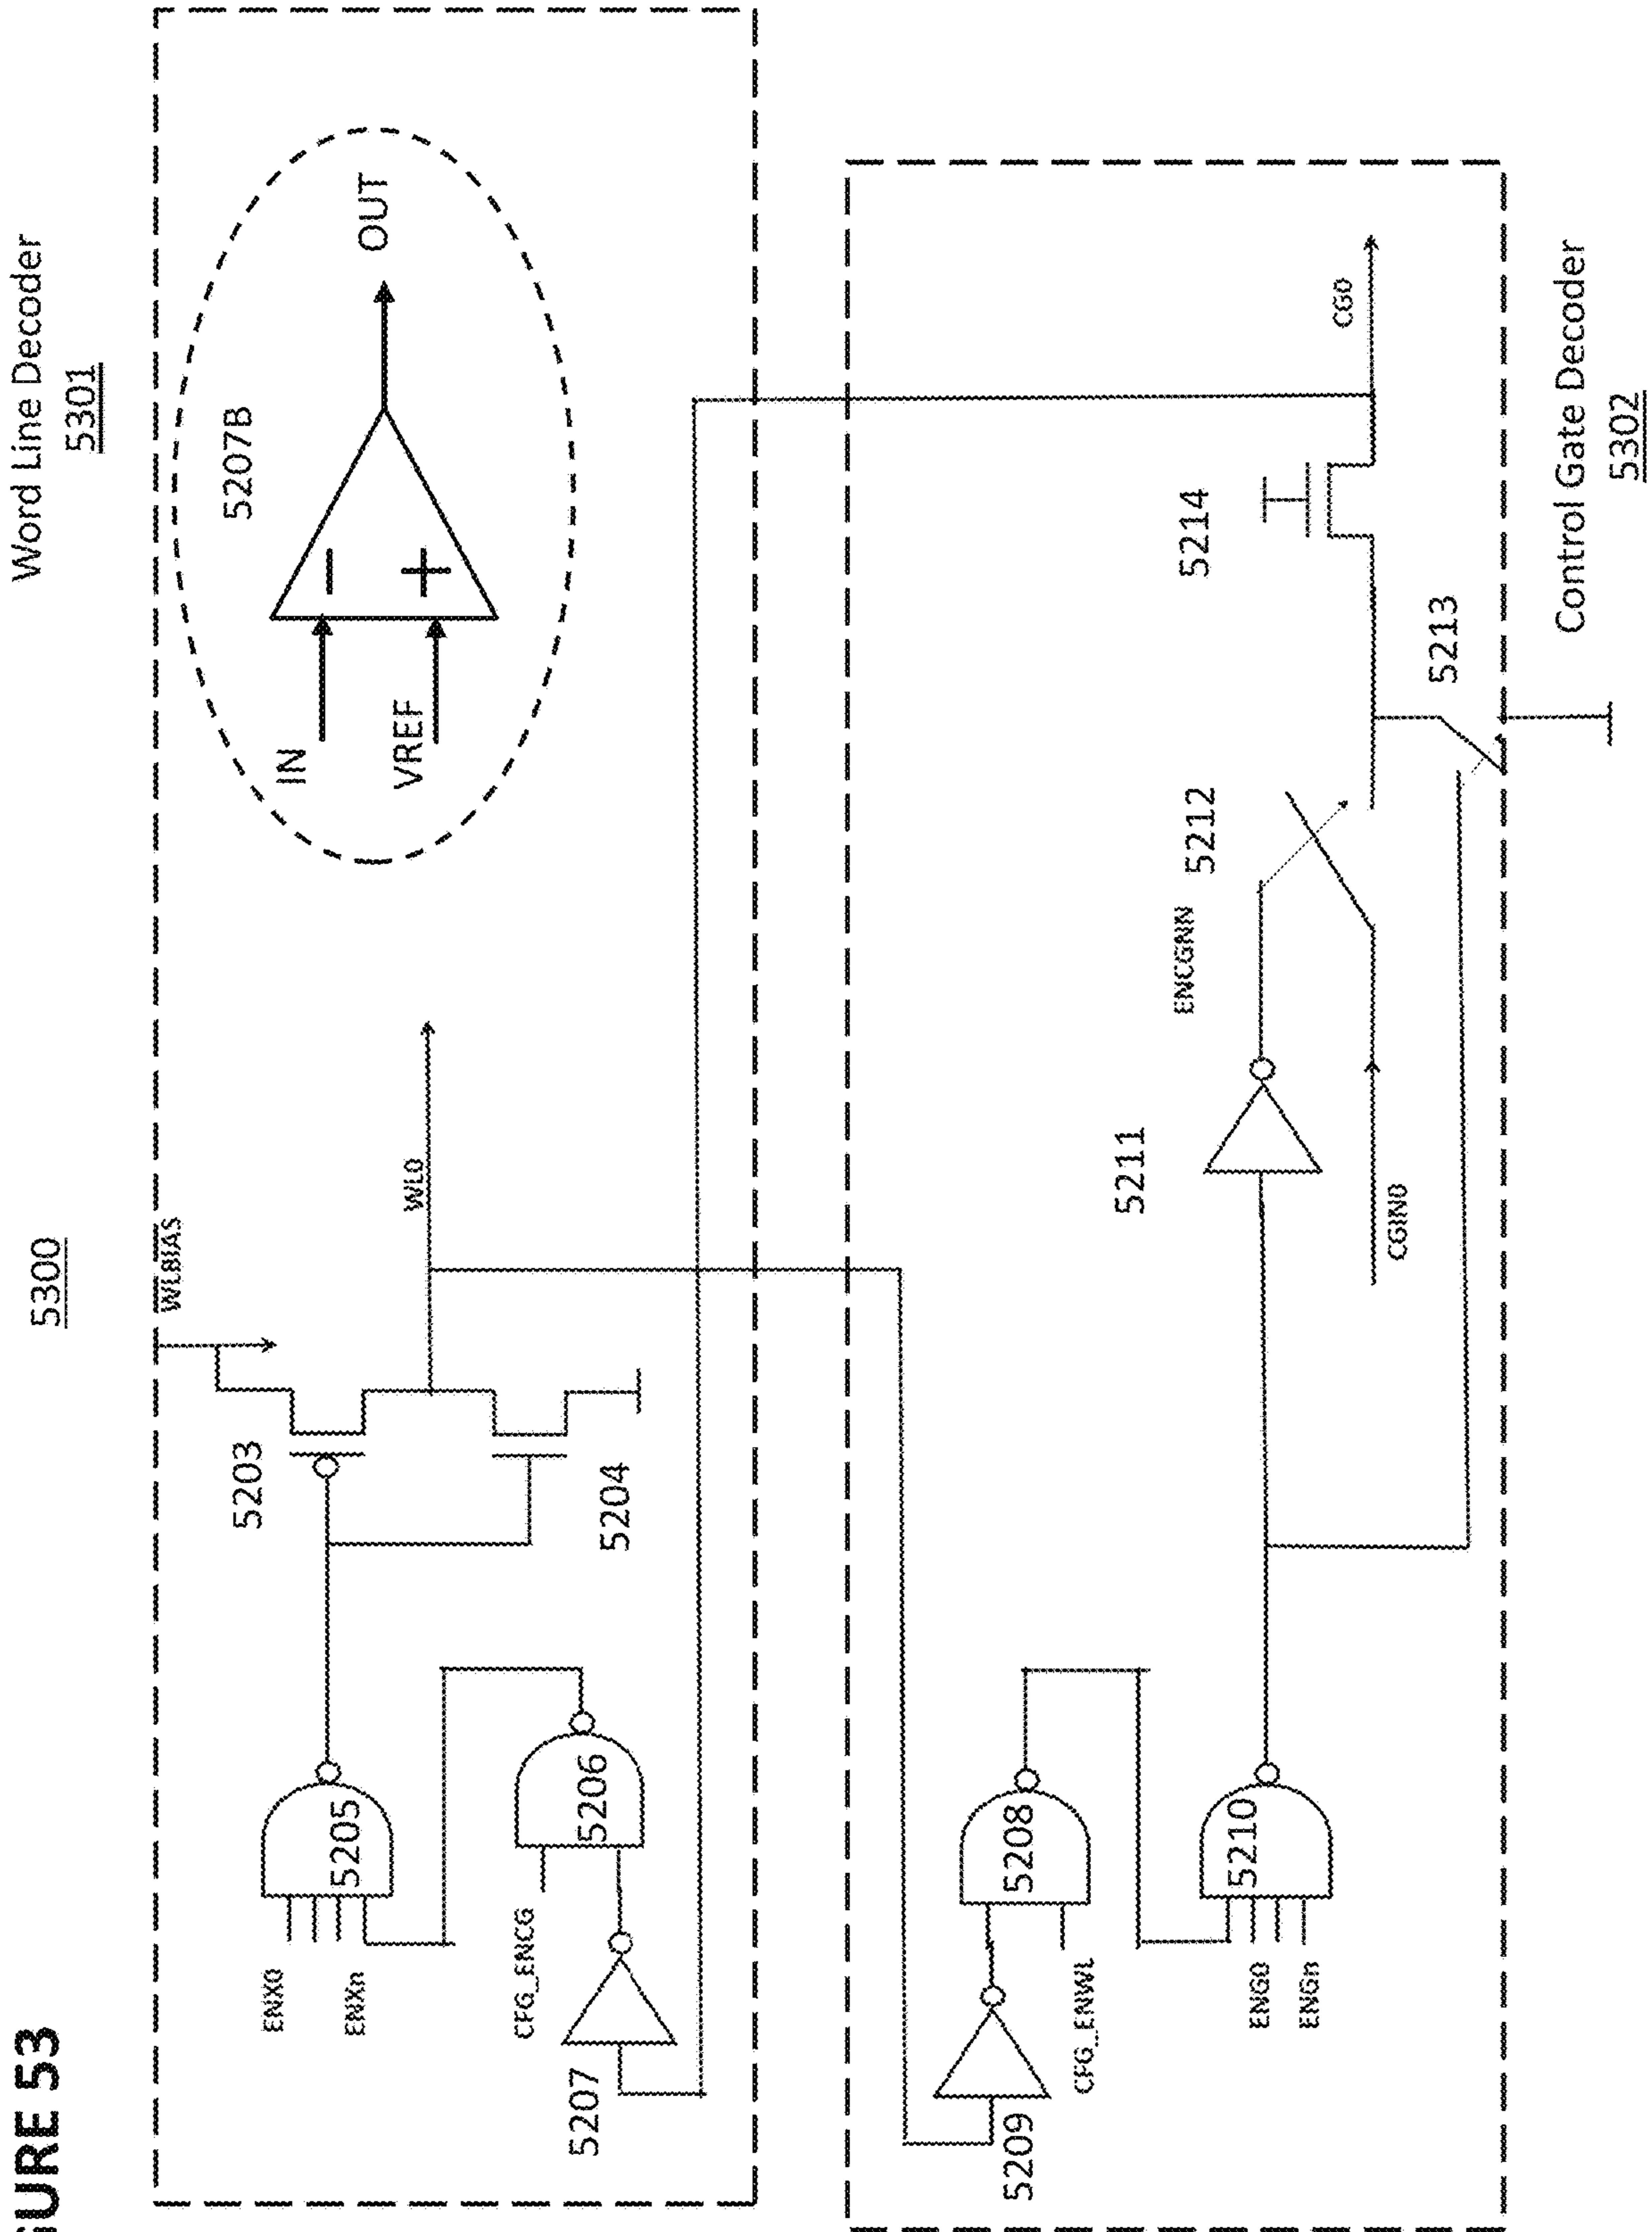 URE 53
5300
Word Line Decoder
5301
WLBIAS
5203
5204
WL0
ENX0
ENXn
5205
CFG_ENCG
5206
5207
5207B
IN
VREF
−
+
OUT
5209
CFG_ENWL
5208
ENG0
ENGn
5210
5211
ENCGNN
CGIN0
5212
5213
5214
CG0
Control Gate Decoder
5302